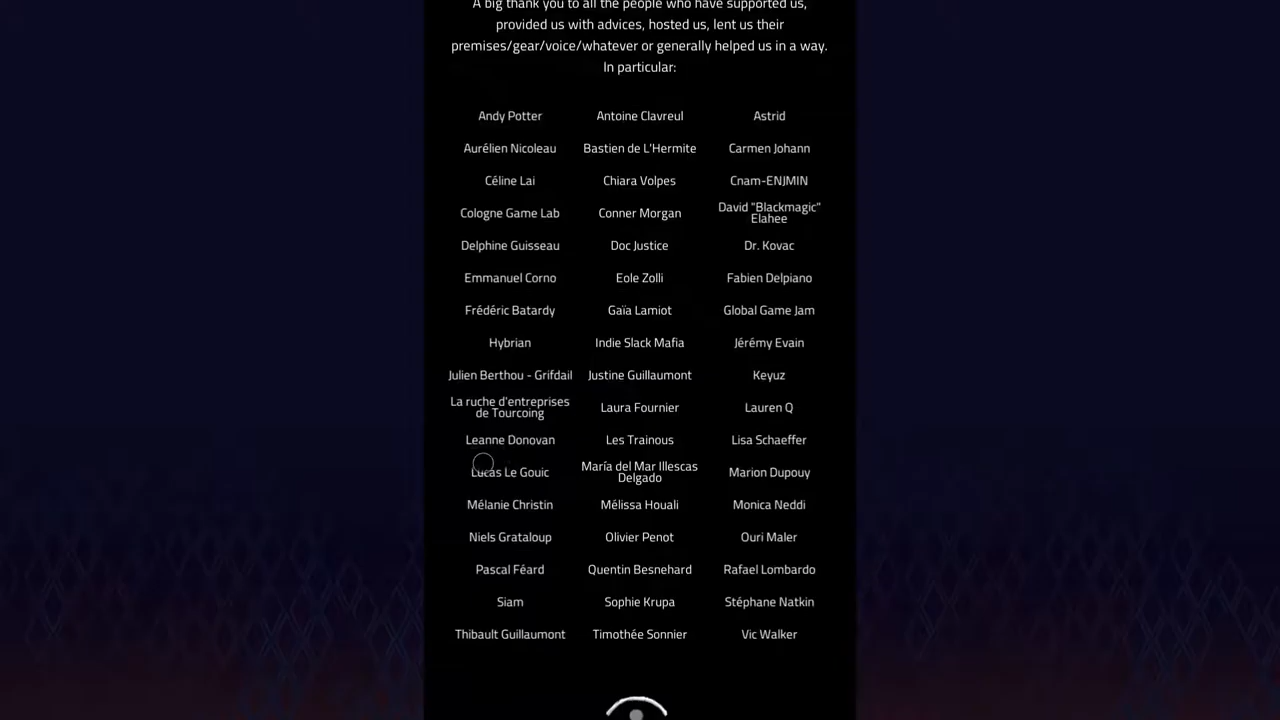 A big thank you to all the people who have supported us,
provided us with advices, hosted us, lent us their
premises/gear/voice/whatever or generally helped us in a way.
In particular:
Andy Potter Antoine Clavreul Astrid
Aurélien Nicoleau Bastien de L'Hermite Carmen Johann
Céline Lai Chiara Volpes Cnam-ENJMIN
Cologne Game Lab Conner Morgan David "Blackmagic"
Elahee
Delphine Guisseau Doc Justice Dr. Kovac
Emmanuel Corno Eole Zolli Fabien Delpiano
Frédéric Batardy Gaïa Lamiot Global Game Jam
Hybrian Indie Slack Mafia Jérémy Evain
Julien Berthou - Grifdail Justine Guillaumont Keyuz
La ruche d'entreprises
de Tourcoing Laura Fournier Lauren Q
Leanne Donovan Les Trainous Lisa Schaeffer
Lucas Le Gouic María del Mar Illescas
Delgado Marion Dupouy
Mélanie Christin Mélissa Houali Monica Neddi
Niels Grataloup Olivier Penot Ouri Maler
Pascal Féard Quentin Besnehard Rafael Lombardo
Siam Sophie Krupa Stéphane Natkin
Thibault Guillaumont Timothée Sonnier Vic Walker